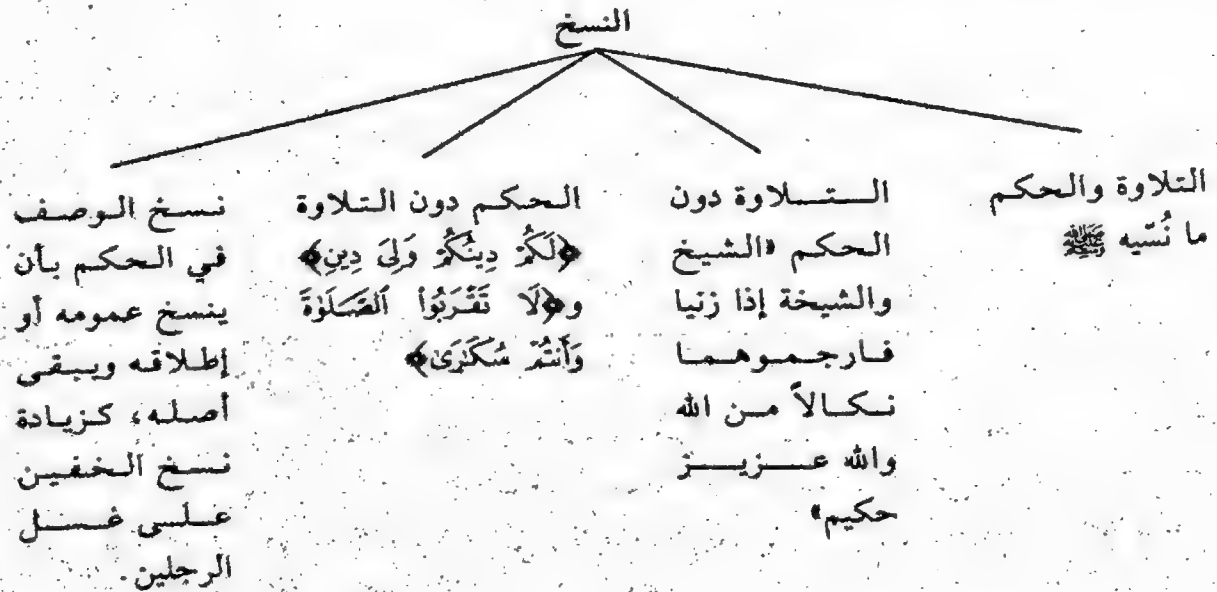 النسخ
التلاوة والحكم
ما نُسّيه ﷺ
التلاوة دون
الحكم «الشيخ
والشيخة إذا زنيا
فارجموهما
نكالاً من الله
والله عزيز
حكيم»
الحكم دون التلاوة
﴿لَكُمْ دِينُكُمْ وَلِيَ دِينِ﴾
و﴿لَا تَقْرَبُوا۟ ٱلصَّلَوٰةَ
وَأَنتُمْ سُكَـٰرَىٰ﴾
نسخ الوصف
في الحكم بأن
ينسخ عمومه أو
إطلاقه ويبقى
أصله، كزيادة
نسخ الخفين
على غسل
الرجلين.